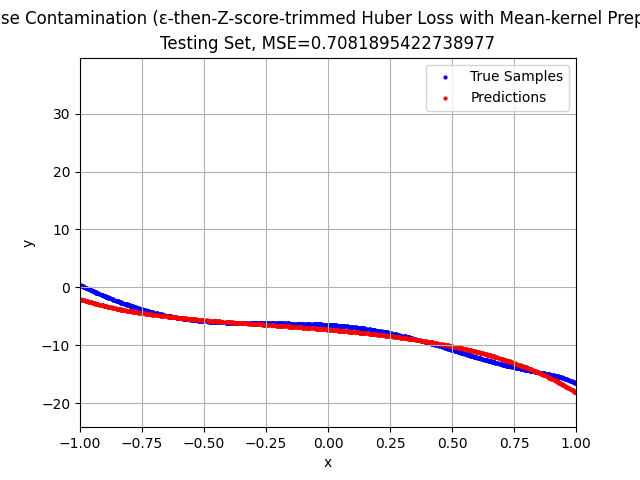 se Contamination (ε-then-Z-score-trimmed Huber Loss with Mean-kernel Prep
Testing Set, MSE=0.7081895422738977
True Samples
Predictions
30
20
10
0
−10
−20
y
−1.00 −0.75 −0.50 −0.25 0.00 0.25 0.50 0.75 1.00
x